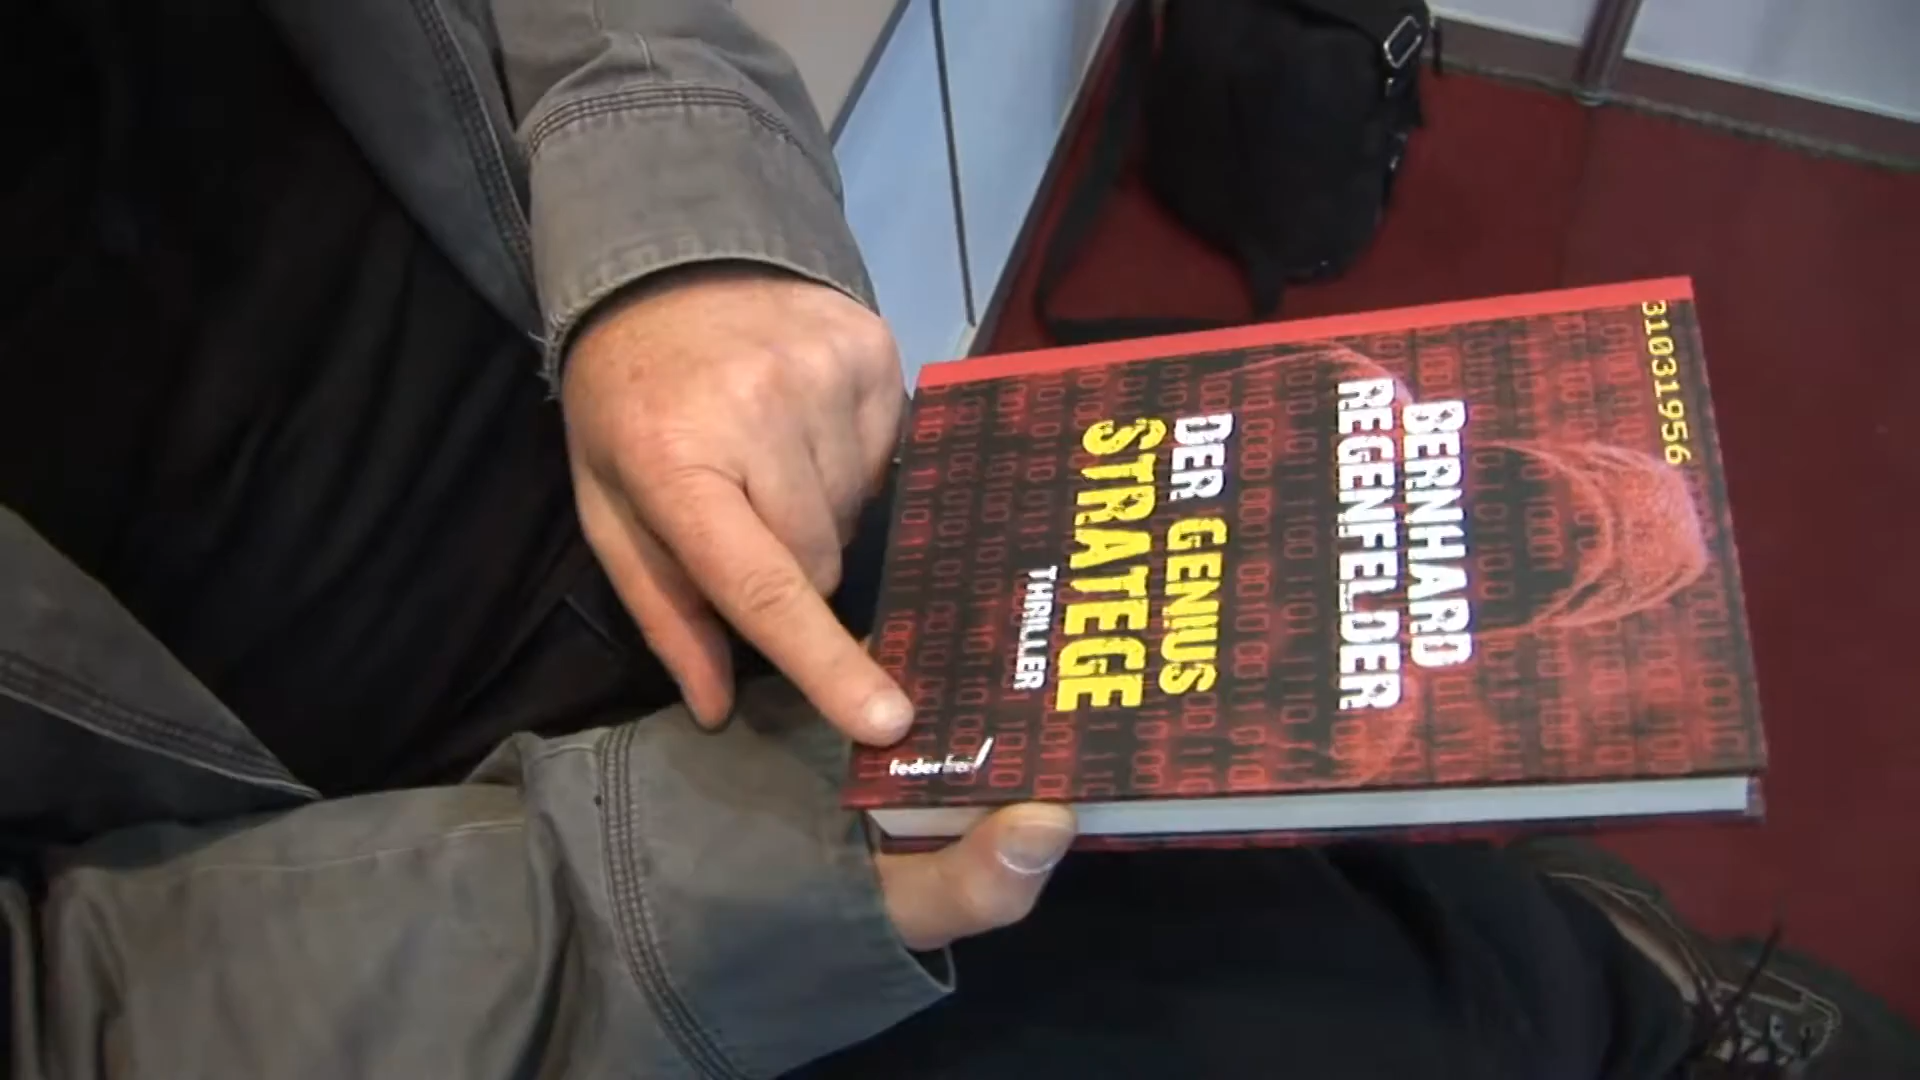 31031956
BERNHARD
REGENFELDER
DER GENIUS
STRATEGE
THRILLER
federfrei